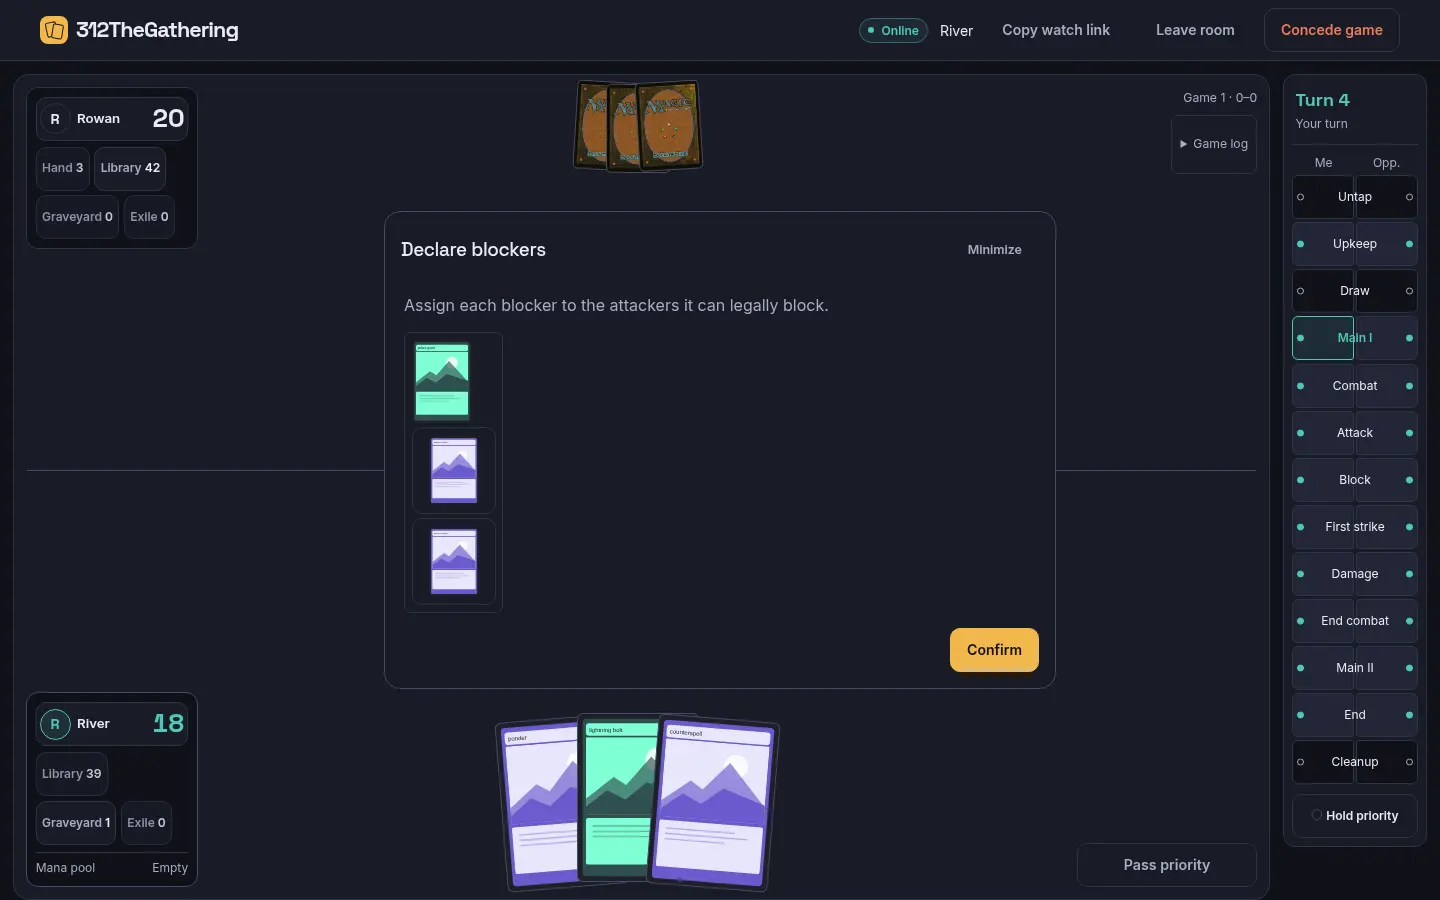 312TheGathering
Online
River
Copy watch link
Leave room
Concede game
R Rowan 20
Hand 3
Library 42
Graveyard 0
Exile 0
Game 1 · 0–0
Game log
Declare blockers
Minimize
Assign each blocker to the attackers it can legally block.
Confirm
R River 18
Library 39
Graveyard 1
Exile 0
Mana pool Empty
ponder
lightning bolt
counterspell
Pass priority
Turn 4
Your turn
Me Opp.
Untap
Upkeep
Draw
Main I
Combat
Attack
Block
First strike
Damage
End combat
Main II
End
Cleanup
Hold priority